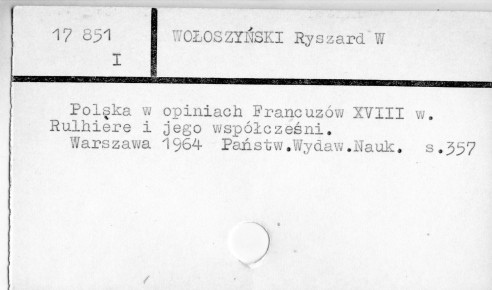 17 851
I
WOŁOSZYŃSKI Ryszard W
Polska w opiniach Francuzów XVIII w.
Rulhière i jego współcześni.
Warszawa 1964 Państw.Wydaw.Nauk. s.357